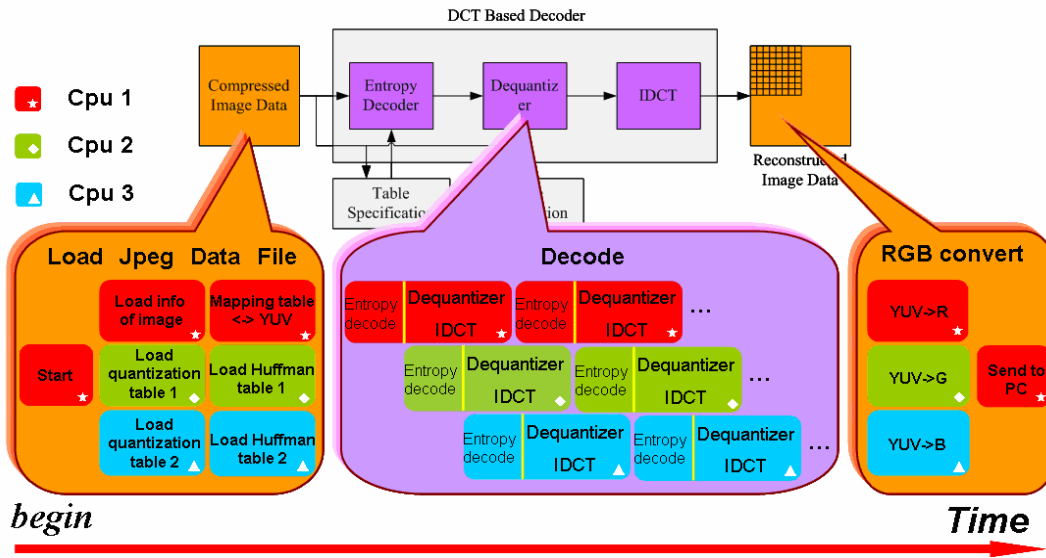 DCT Based Decoder
Compressed
Image Data
Entropy
Decoder
Dequantiz
er
IDCT
Reconstructed
Image Data
Table
Specification
Cpu 1
Cpu 2
Cpu 3
Load Jpeg Data File
Start
Load info
of image
Mapping table
<-> YUV
Load
quantization
table 1
Load Huffman
table 1
Load
quantization
table 2
Load Huffman
table 2
Decode
Entropy
decode
Dequantizer
IDCT
Entropy
decode
Dequantizer
IDCT
...
Entropy
decode
Dequantizer
IDCT
Entropy
decode
Dequantizer
IDCT
...
Entropy
decode
Dequantizer
IDCT
Entropy
decode
Dequantizer
IDCT
...
RGB convert
YUV->R
YUV->G
YUV->B
Send to
PC
begin
Time